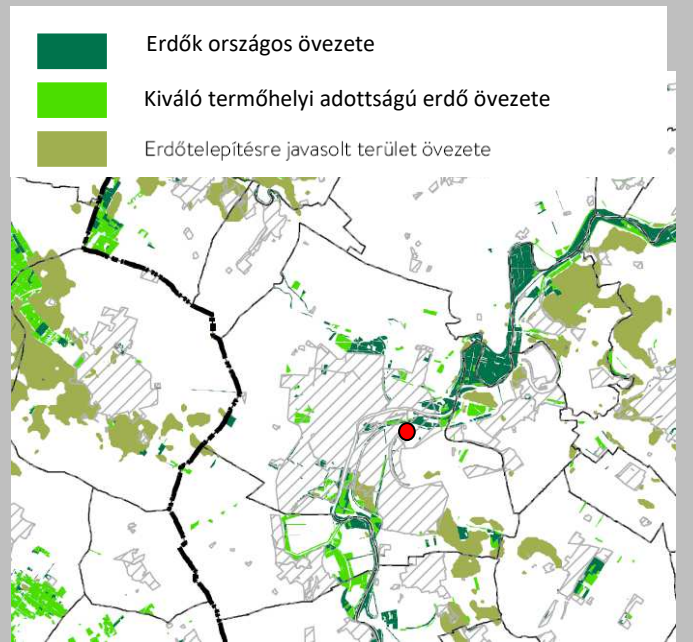 Erdők országos övezete
Kiváló termőhelyi adottságú erdő övezete
Erdőtelepítésre javasolt terület övezete